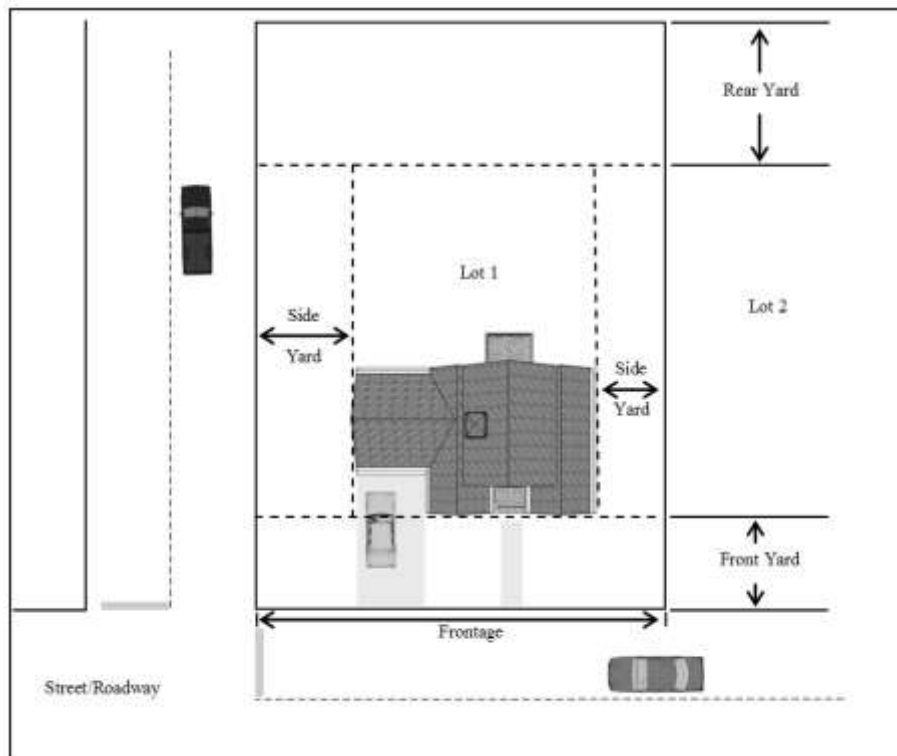 Rear Yard
Lot 1
Lot 2
Side
Yard
Side
Yard
Front Yard
Frontage
Street/Roadway